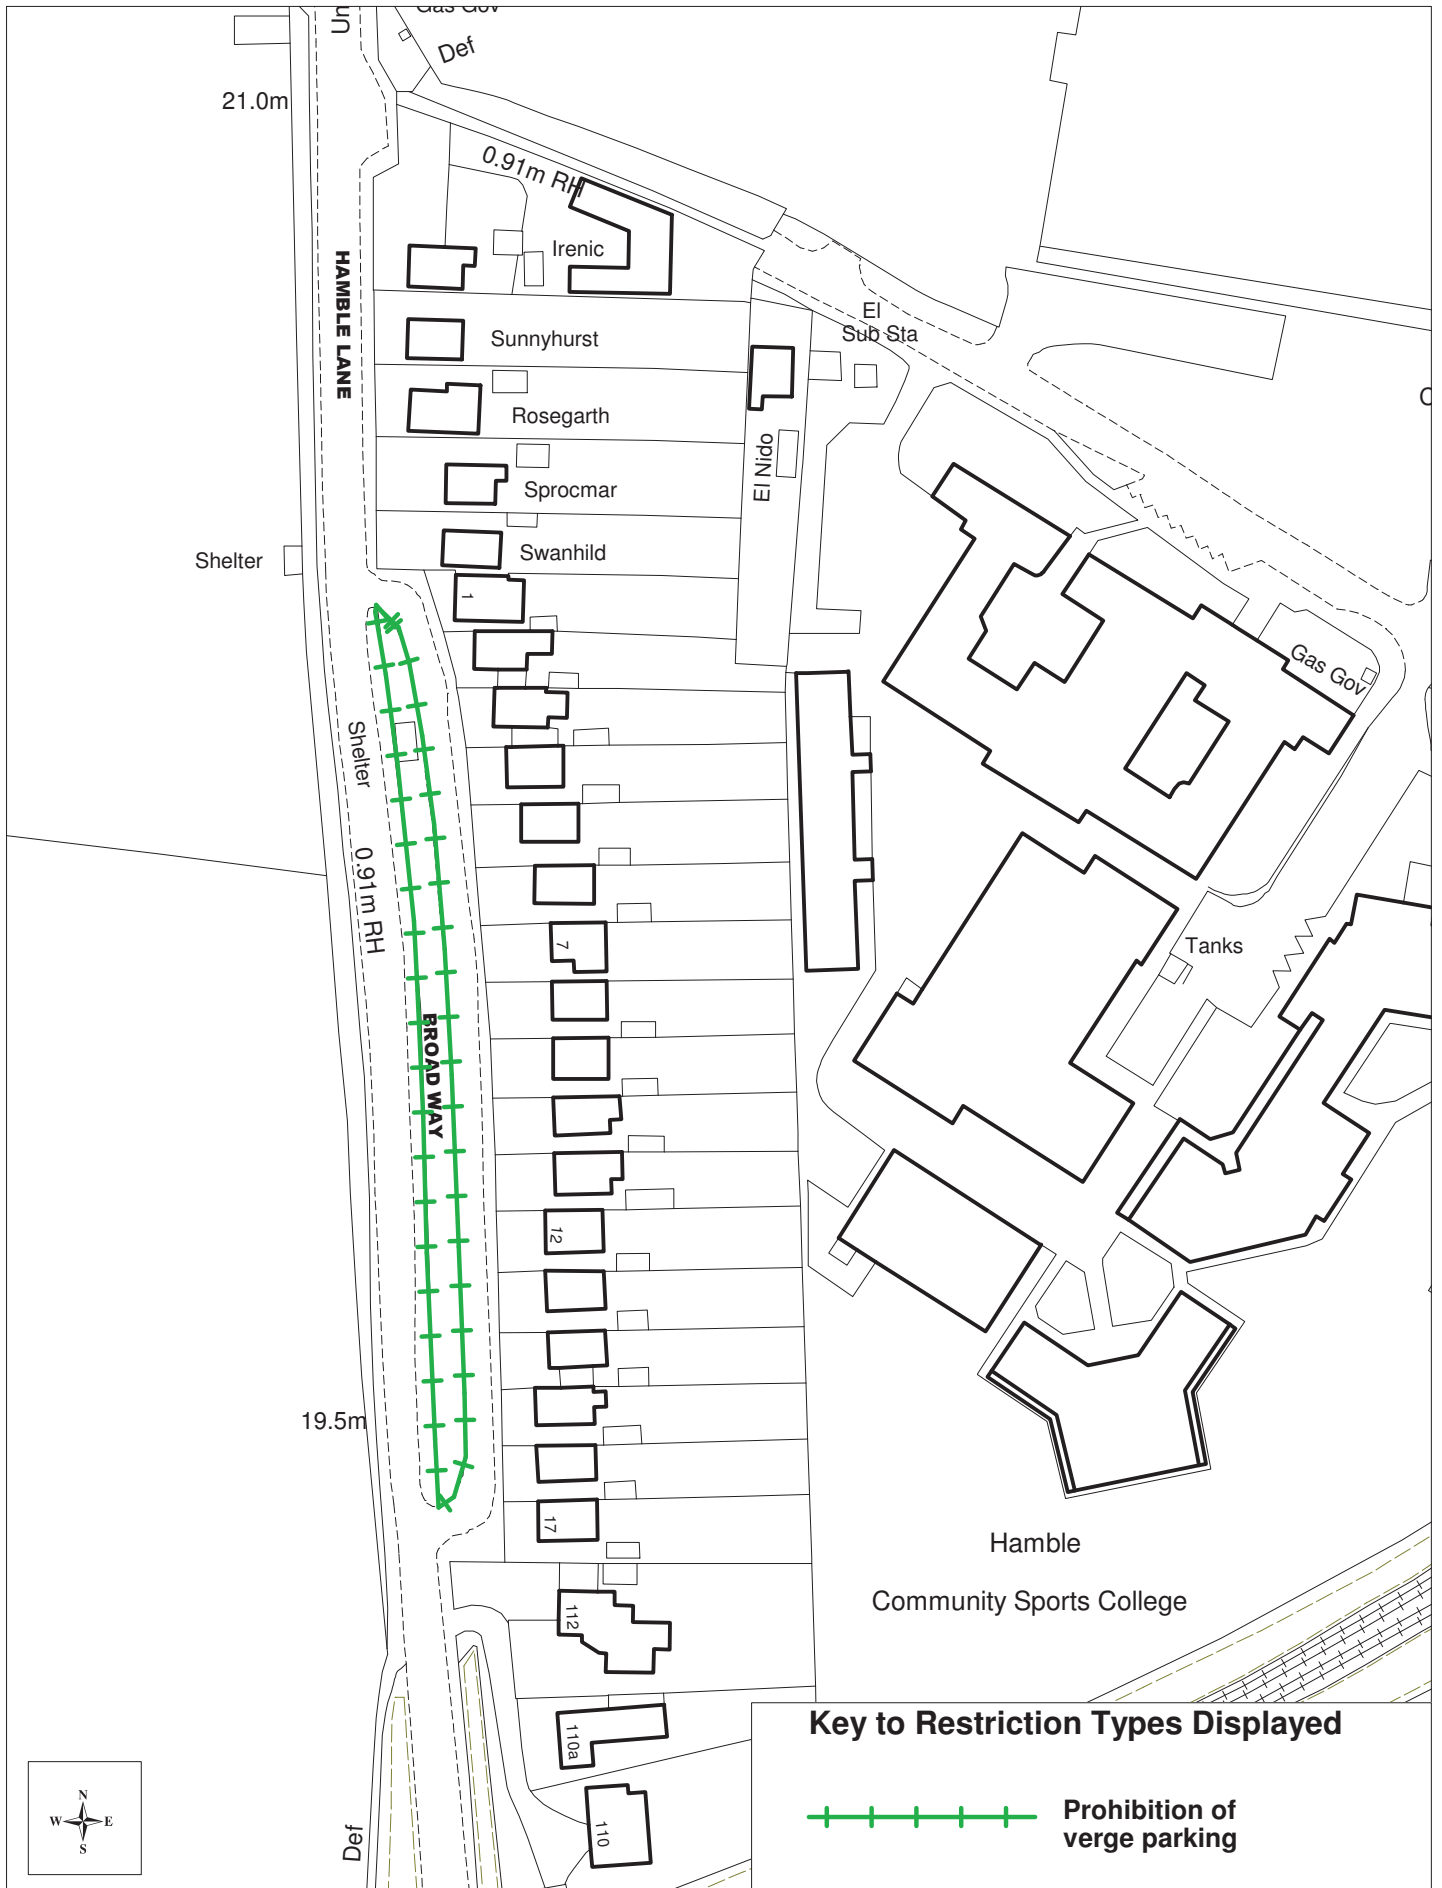 Gas Gov
Def
21.0m
0.91m RH
Irenic
HAMBLE LANE
El
Sub Sta
Sunnyhurst
Rosegarth
El Nido
Sprocmar
Swanhild
Shelter
1
Gas Gov
Shelter
0.91m RH
7
Tanks
BROAD WAY
12
19.5m
17
Hamble
Community Sports College
112
110a
110
Def
Key to Restriction Types Displayed
Prohibition of
verge parking
N
W E
S